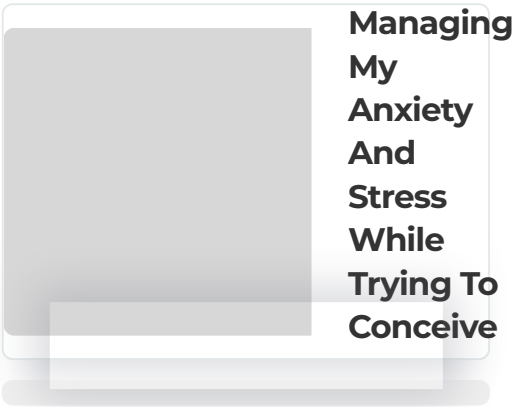 Managing
My
Anxiety
And
Stress
While
Trying To
Conceive